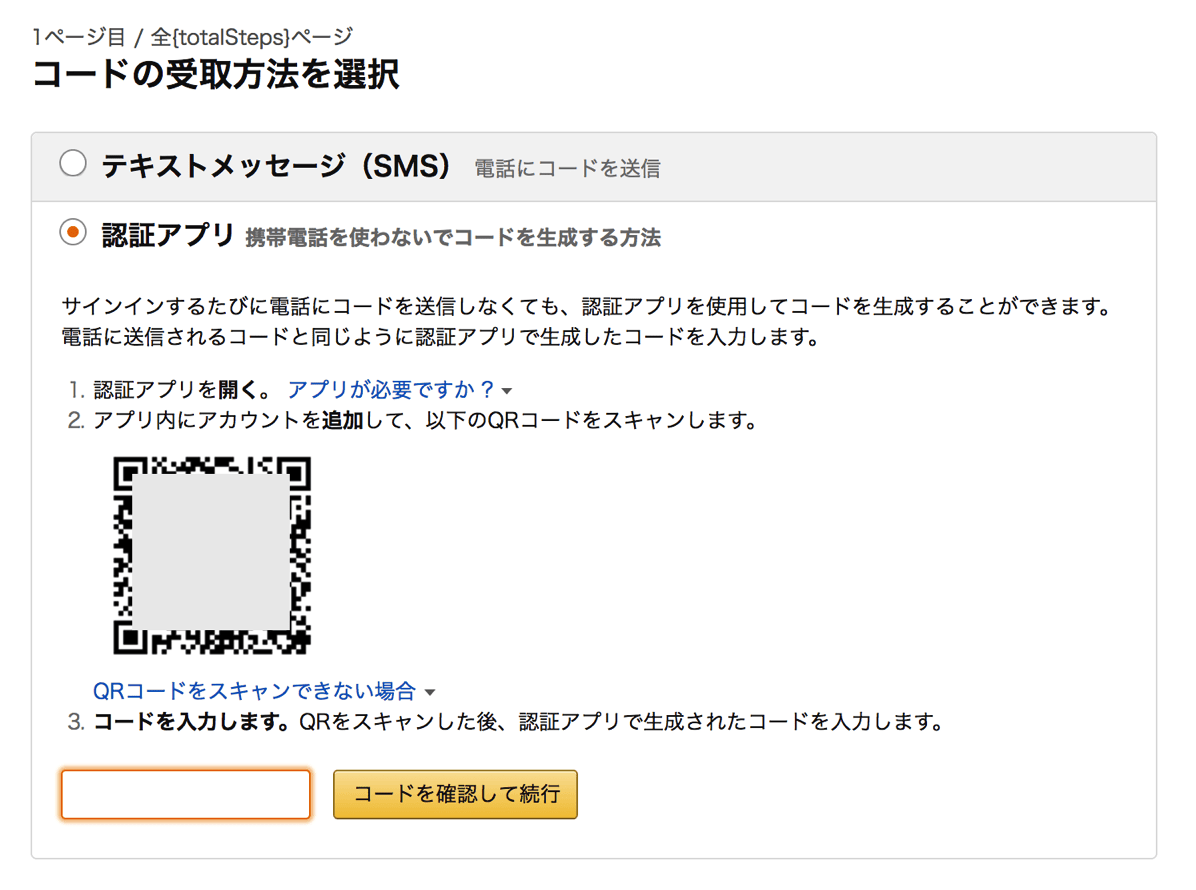 1ページ目 / 全{totalSteps}ページ
コードの受取方法を選択
テキストメッセージ（SMS） 電話にコードを送信
認証アプリ 携帯電話を使わないでコードを生成する方法
サインインするたびに電話にコードを送信しなくても、認証アプリを使用してコードを生成することができます。
電話に送信されるコードと同じように認証アプリで生成したコードを入力します。
1. 認証アプリを開く。 アプリが必要ですか？
2. アプリ内にアカウントを追加して、以下のQRコードをスキャンします。
QRコードをスキャンできない場合
3. コードを入力します。QRをスキャンした後、認証アプリで生成されたコードを入力します。
コードを確認して続行